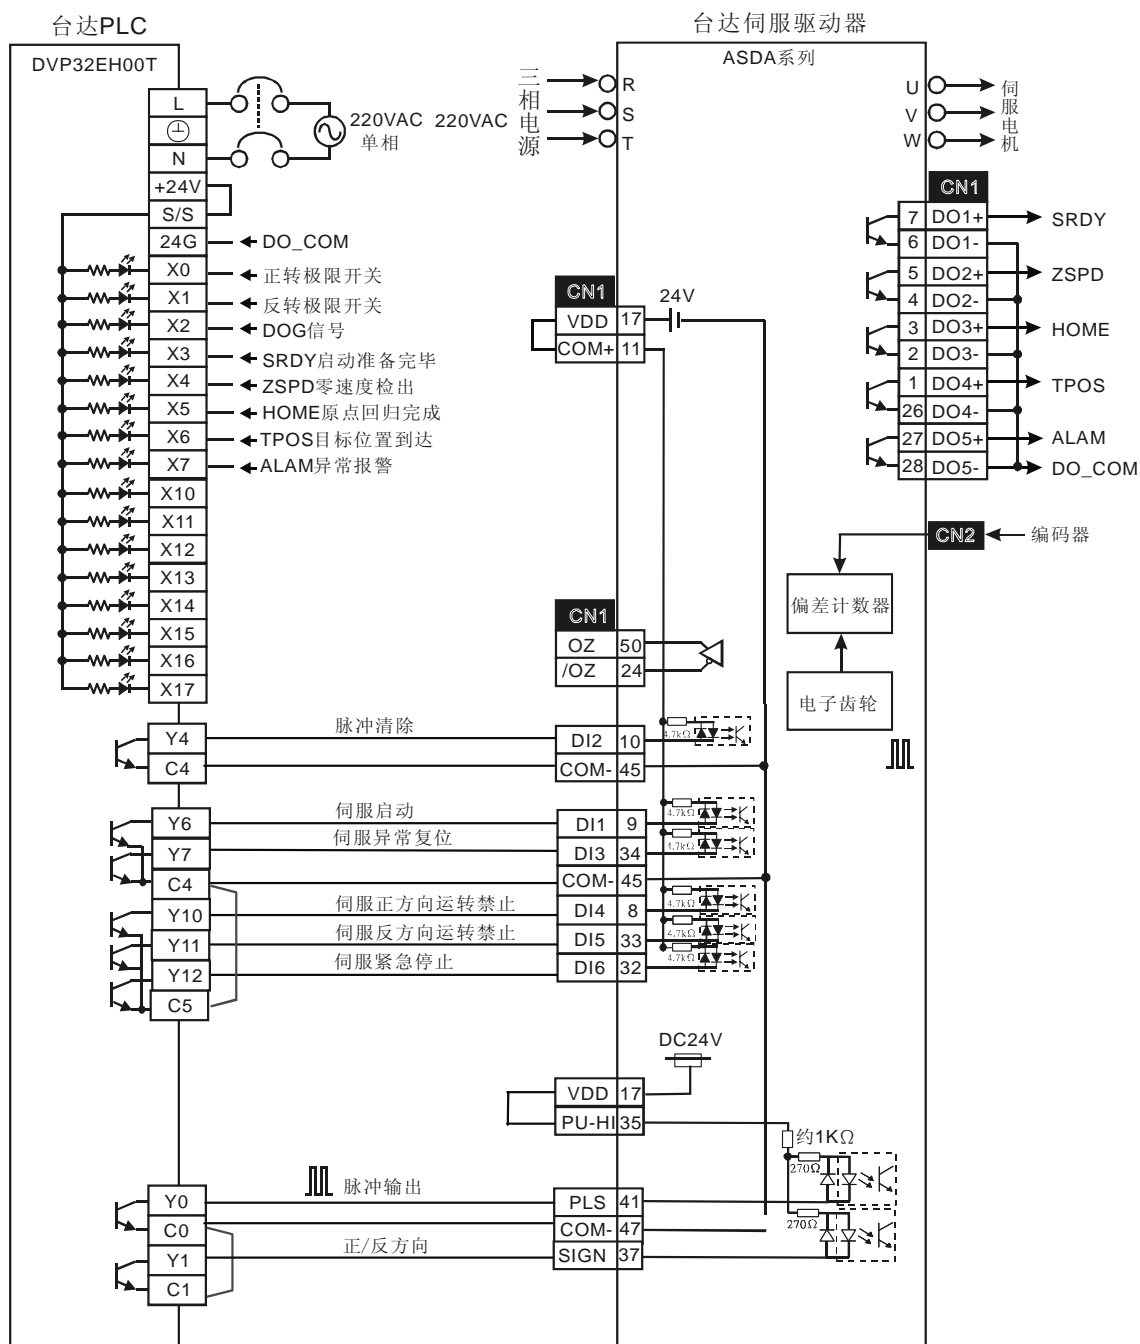 台达PLC
DVP32EH00T
L
N
+24V
S/S
24G
X0
X1
X2
X3
X4
X5
X6
X7
X10
X11
X12
X13
X14
X15
X16
X17
220VAC
单相
DO_COM
正转极限开关
反转极限开关
DOG信号
SRDY启动准备完毕
ZSPD零速度检出
HOME原点回归完成
TPOS目标位置到达
ALAM异常报警
台达伺服驱动器
ASDA系列
220VAC
三相电源
R
S
T
U
V
W
伺服电机
CN1
7 DO1+ SRDY
6 DO1-
5 DO2+ ZSPD
4 DO2-
3 DO3+ HOME
2 DO3-
1 DO4+ TPOS
26 DO4-
27 DO5+ ALAM
28 DO5- DO_COM
CN1
24V
VDD 17
COM+ 11
CN2 编码器
偏差计数器
电子齿轮
CN1
OZ 50
/OZ 24
Y4 脉冲清除 DI2 10 4.7kΩ
C4 COM- 45
Y6 伺服启动 DI1 9 4.7kΩ
Y7 伺服异常复位 DI3 34 4.7kΩ
C4 COM- 45
Y10 伺服正方向运转禁止 DI4 8 4.7kΩ
Y11 伺服反方向运转禁止 DI5 33 4.7kΩ
Y12 伺服紧急停止 DI6 32 4.7kΩ
C5
DC24V
VDD 17
PU-HI 35
约1KΩ
270Ω
Y0 脉冲输出 PLS 41
C0 COM- 47
270Ω
Y1 正/反方向 SIGN 37
C1